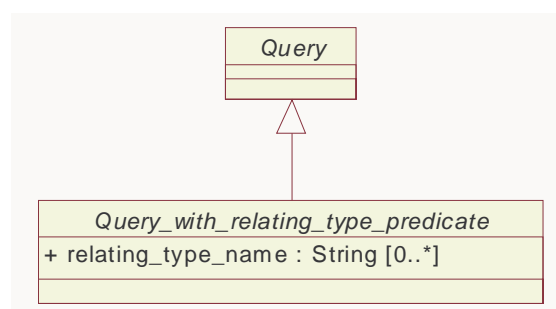 Query
Query_with_relating_type_predicate
+ relating_type_name : String [0..*]